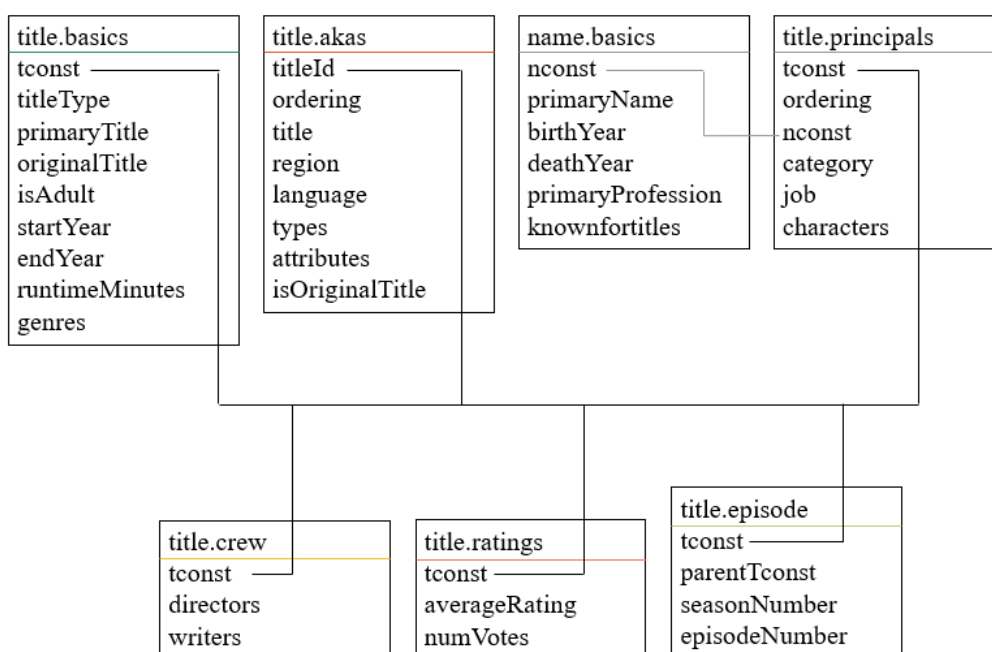 title.basics
tconst
titleType
primaryTitle
originalTitle
isAdult
startYear
endYear
runtimeMinutes
genres
title.akas
titleId
ordering
title
region
language
types
attributes
isOriginalTitle
name.basics
nconst
primaryName
birthYear
deathYear
primaryProfession
knownfortitles
title.principals
tconst
ordering
nconst
category
job
characters
title.crew
tconst
directors
writers
title.ratings
tconst
averageRating
numVotes
title.episode
tconst
parentTconst
seasonNumber
episodeNumber